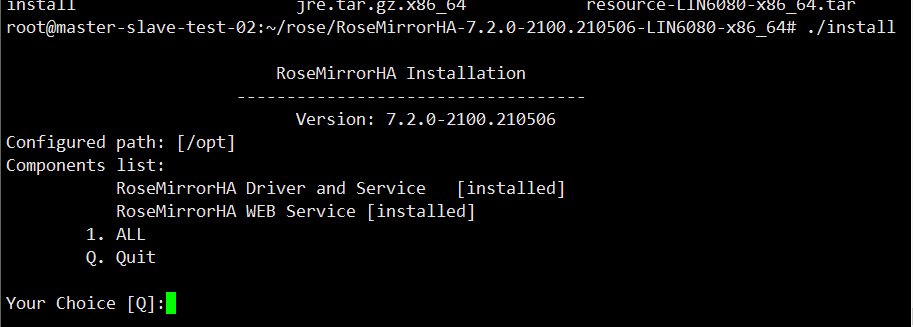 install                    jre.tar.gz.x86_64            resource-LIN6080-x86_64.tar
root@master-slave-test-02:~/rose/RoseMirrorHA-7.2.0-2100.210506-LIN6080-x86_64# ./install
RoseMirrorHA Installation
-----------------------------------
Version: 7.2.0-2100.210506
Configured path: [/opt]
Components list:
RoseMirrorHA Driver and Service   [installed]
RoseMirrorHA WEB Service [installed]
1. ALL
Q. Quit
Your Choice [Q]: